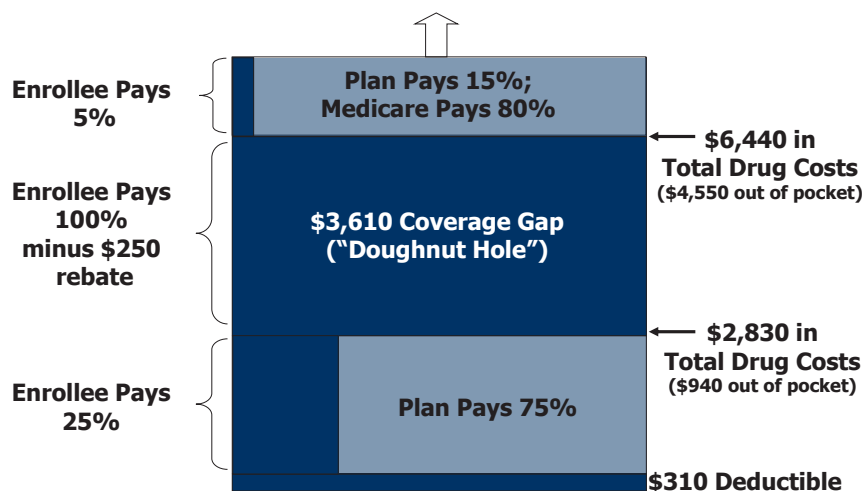 Enrollee Pays
5%
Plan Pays 15%;
Medicare Pays 80%
$6,440 in
Total Drug Costs
($4,550 out of pocket)
Enrollee Pays
100%
minus $250
rebate
$3,610 Coverage Gap
(“Doughnut Hole”)
$2,830 in
Total Drug Costs
($940 out of pocket)
Enrollee Pays
25%
Plan Pays 75%
$310 Deductible